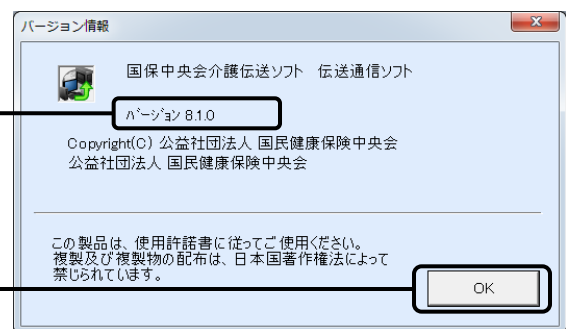 バージョン情報
国保中央会介護伝送ソフト 伝送通信ソフト
バージョン 8.1.0
Copyright(C) 公益社団法人 国民健康保険中央会
公益社団法人 国民健康保険中央会
この製品は、使用許諾書に従ってご使用ください。
複製及び複製物の配布は、日本国著作権法によって
禁じられています。
OK